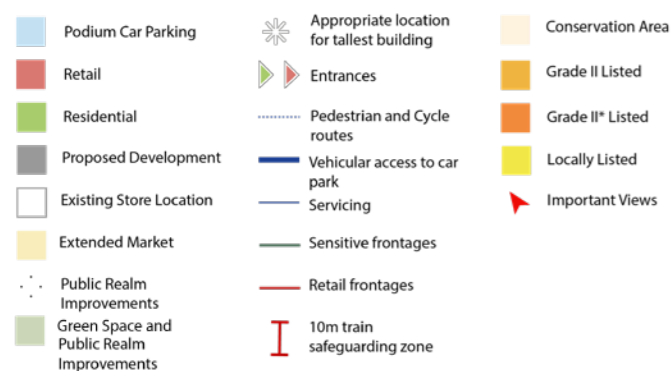 Podium Car Parking
Retail
Residential
Proposed Development
Existing Store Location
Extended Market
Public Realm
Improvements
Green Space and
Public Realm
Improvements
Appropriate location
for tallest building
Entrances
Pedestrian and Cycle
routes
Vehicular access to car
park
Servicing
Sensitive frontages
Retail frontages
10m train
safeguarding zone
Conservation Area
Grade II Listed
Grade II* Listed
Locally Listed
Important Views